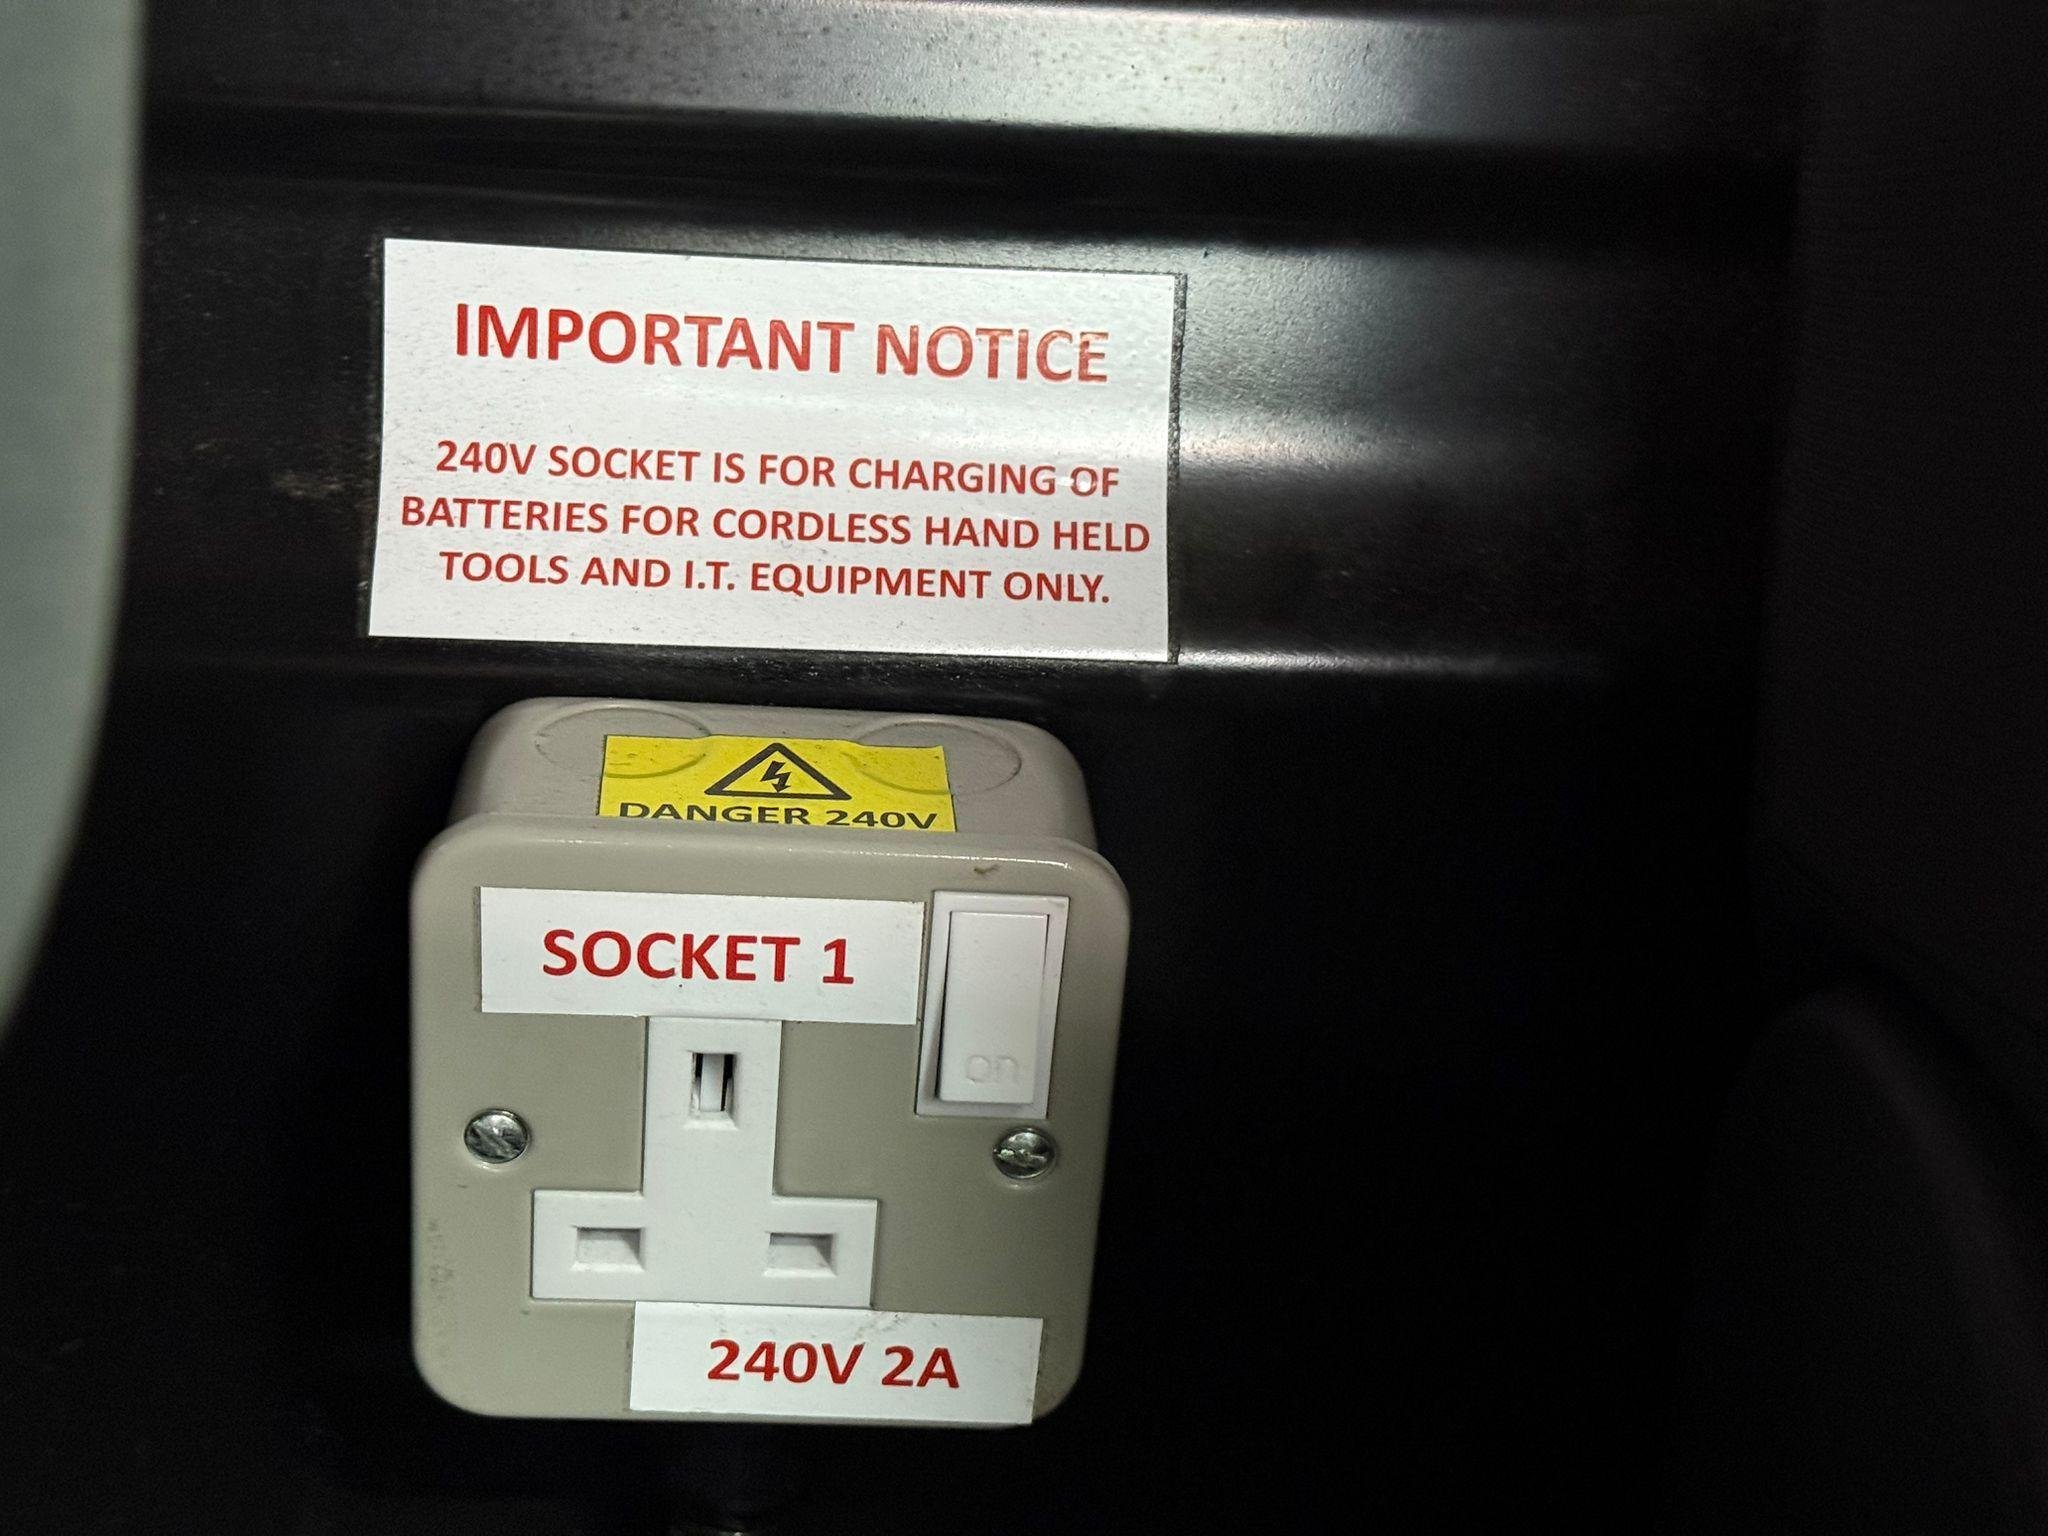 IMPORTANT NOTICE
240V SOCKET IS FOR CHARGING OF
BATTERIES FOR CORDLESS HAND HELD
TOOLS AND I.T. EQUIPMENT ONLY.
DANGER 240V
SOCKET 1
on
240V 2A